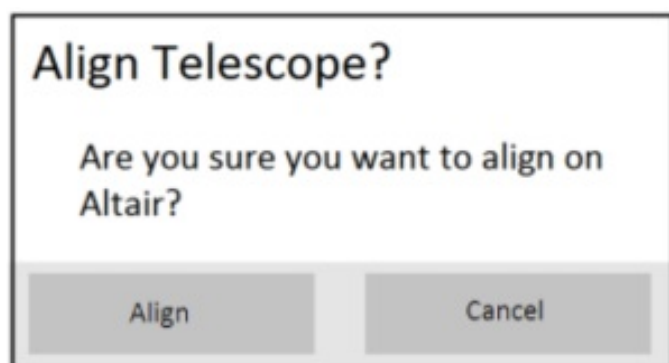 Align Telescope?
Are you sure you want to align on
Altair?
Align
Cancel